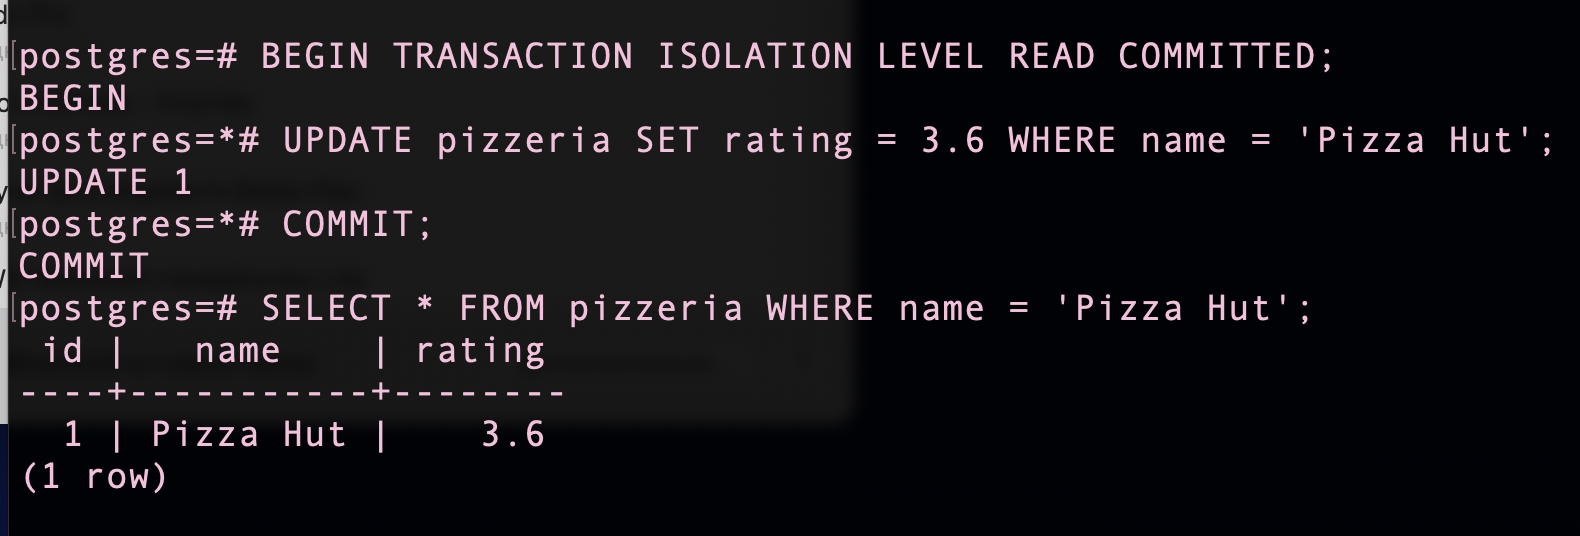 postgres=# BEGIN TRANSACTION ISOLATION LEVEL READ COMMITTED;
BEGIN
postgres=*# UPDATE pizzeria SET rating = 3.6 WHERE name = 'Pizza Hut';
UPDATE 1
postgres=*# COMMIT;
COMMIT
postgres=# SELECT * FROM pizzeria WHERE name = 'Pizza Hut';
 id |   name    | rating
----+-----------+--------
  1 | Pizza Hut |    3.6
(1 row)